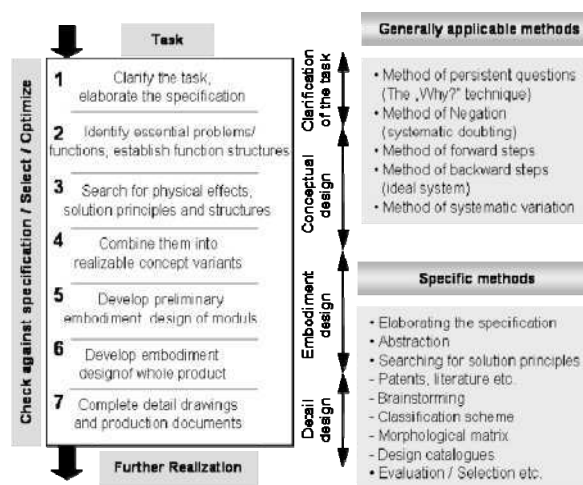 Task
Check against specification / Select / Optimize
1 Clarify the task,
elaborate the specification
2 Identify essential problems/
functions, establish function structures
3 Search for physical effects,
solution principles and structures
4 Combine them into
realizable concept variants
5 Develop preliminary
embodiment design of moduls
6 Develop embodiment
designof whole product
7 Complete detail drawings
and production documents
Further Realization
Clarification
of the task
Conceptual
design
Embodiment
design
Detail
design
Generally applicable methods
• Method of persistent questions
(The „Why?" technique)
• Method of Negation
(systematic doubting)
• Method of forward steps
• Method of backward steps
(ideal system)
• Method of systematic variation
Specific methods
• Elaborating the specification
• Abstraction
• Searching for solution principles
- Patents, literature etc.
- Brainstorming
- Classification scheme
- Morphological matrix
- Design catalogues
• Evaluation / Selection etc.